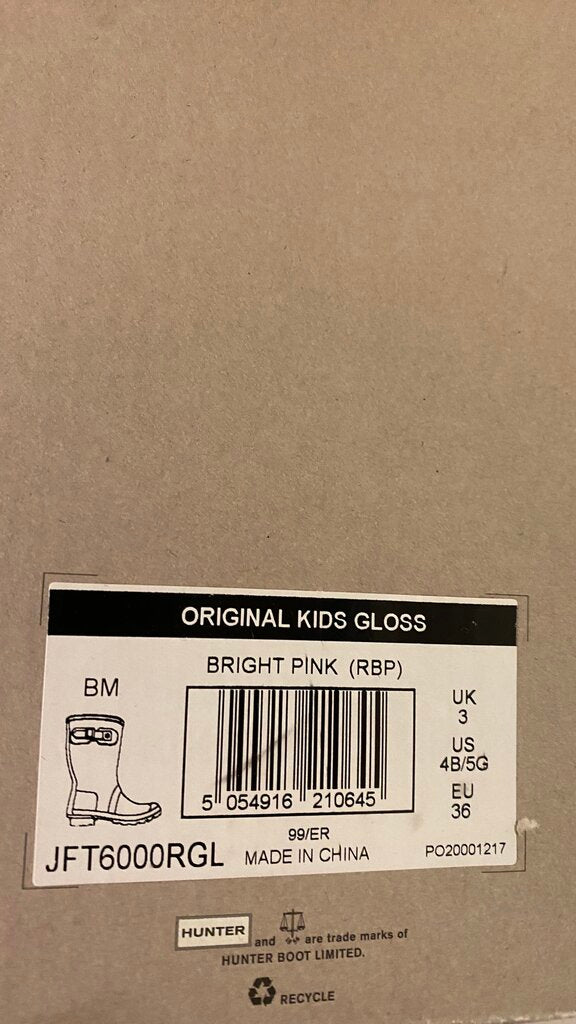 ORIGINAL KIDS GLOSS
BRIGHT PINK (RBP)
BM
UK
3
US
4B/5G
EU
36
5 054916 210645
99/ER
JFT6000RGL
MADE IN CHINA
PO20001217
HUNTER and are trade marks of
HUNTER BOOT LIMITED.
RECYCLE